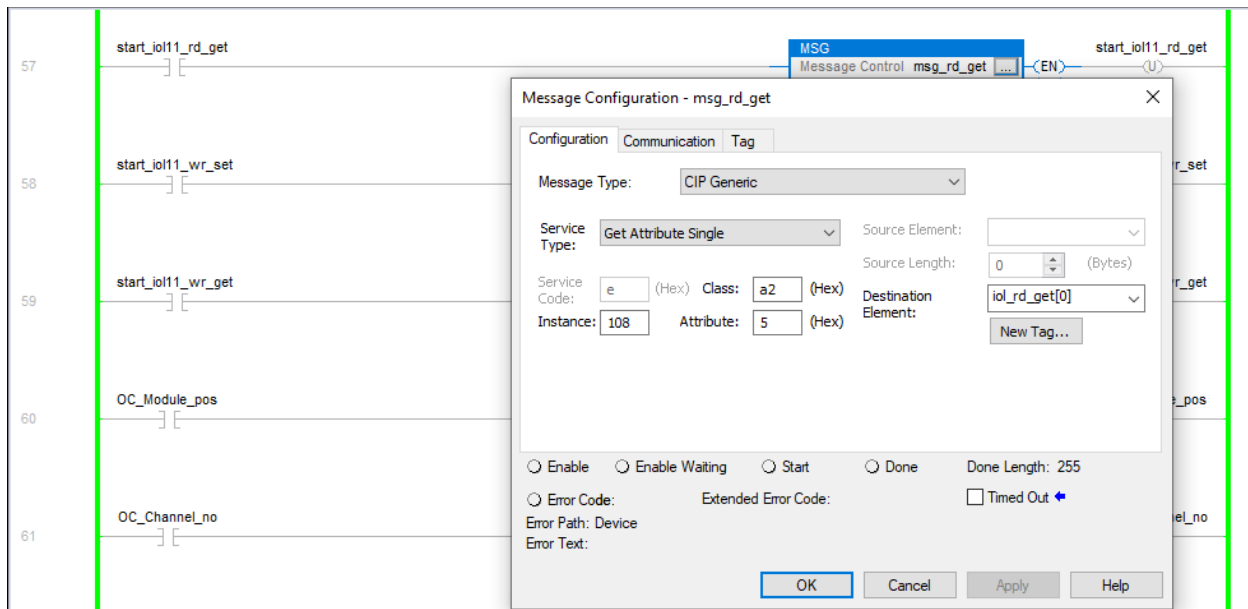 start_iol11_rd_get
MSG
start_iol11_rd_get
57
Message Control msg_rd_get ...
EN
U
Message Configuration - msg_rd_get
Configuration Communication Tag
start_iol11_wr_set
r_set
58
Message Type: CIP Generic
Service Type: Get Attribute Single
Source Element:
Source Length: 0 (Bytes)
start_iol11_wr_get
r_get
59
Service Code: e (Hex) Class: a2 (Hex)
Destination Element: iol_rd_get[0]
Instance: 108 Attribute: 5 (Hex)
New Tag...
OC_Module_pos
_pos
60
Enable Enable Waiting Start Done Done Length: 255
Error Code: Extended Error Code: Timed Out
OC_Channel_no
el_no
61
Error Path: Device
Error Text:
OK Cancel Apply Help